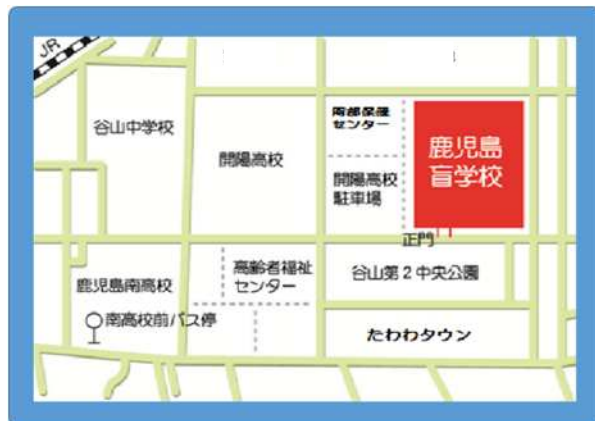 JR
谷山中学校
開陽高校
南部保健
センター
鹿児島
盲学校
開陽高校
駐車場
正門
鹿児島南高校
高齢者福祉
センター
谷山第2中央公園
南高校前バス停
たわわタウン